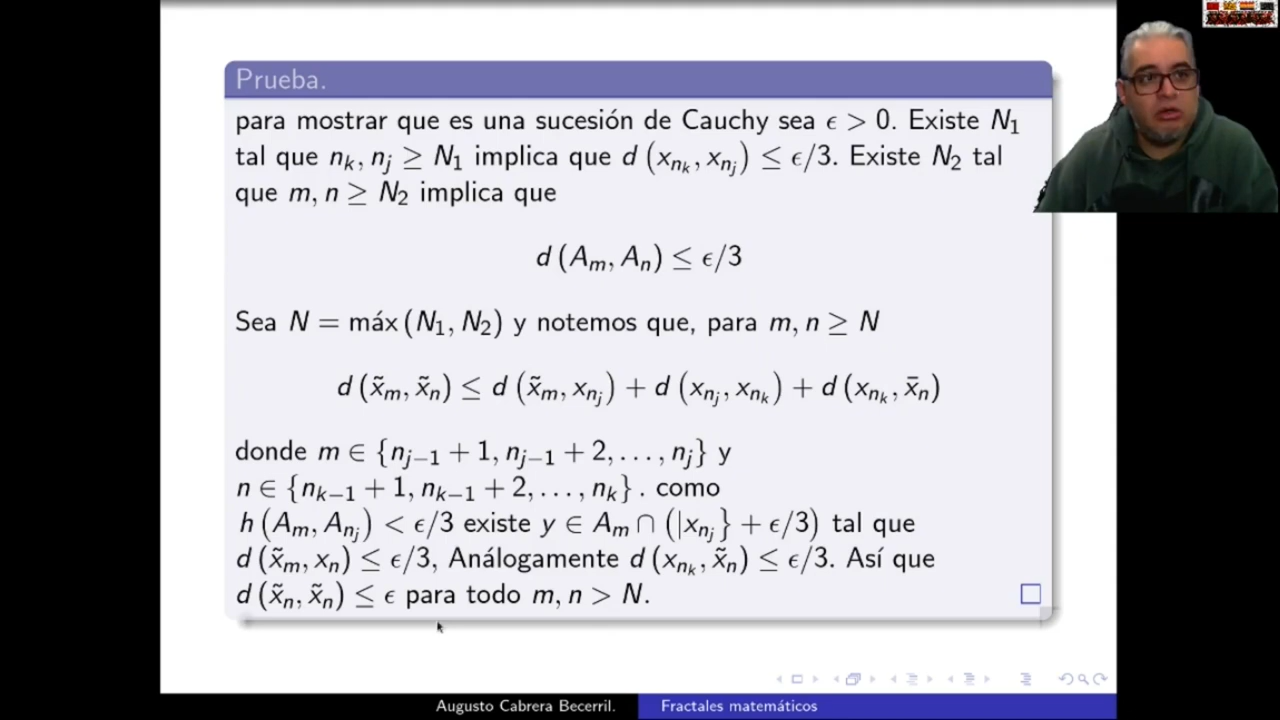 Prueba.
para mostrar que es una sucesión de Cauchy sea ϵ > 0. Existe N₁
tal que n_k, n_j ≥ N₁ implica que d (x_{n_k}, x_{n_j}) ≤ ϵ/3. Existe N₂ tal
que m, n ≥ N₂ implica que
d (A_m, A_n) ≤ ϵ/3
Sea N = máx (N₁, N₂) y notemos que, para m, n ≥ N
d (x̃_m, x̃_n) ≤ d (x̃_m, x_{n_j}) + d (x_{n_j}, x_{n_k}) + d (x_{n_k}, x̄_n)
donde m ∈ {n_{j−1} + 1, n_{j−1} + 2, . . . , n_j} y
n ∈ {n_{k−1} + 1, n_{k−1} + 2, . . . , n_k} . como
h (A_m, A_{n_j}) < ϵ/3 existe y ∈ A_m ∩ (|x_{n_j}} + ϵ/3) tal que
d (x̃_m, x_n) ≤ ϵ/3, Análogamente d (x_{n_k}, x̃_n) ≤ ϵ/3. Así que
d (x̃_n, x̃_n) ≤ ϵ para todo m, n > N.
Augusto Cabrera Becerril.
Fractales matemáticos